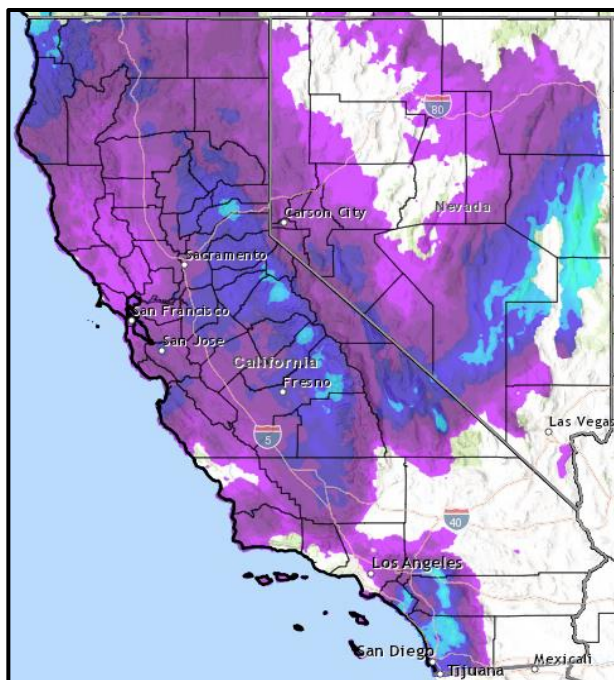 80
Nevada
Carson City
Sacramento
San Francisco
San Jose
California
Fresno
5
Las Vegas
40
Los Angeles
San Diego
Mexicali
Tijuana